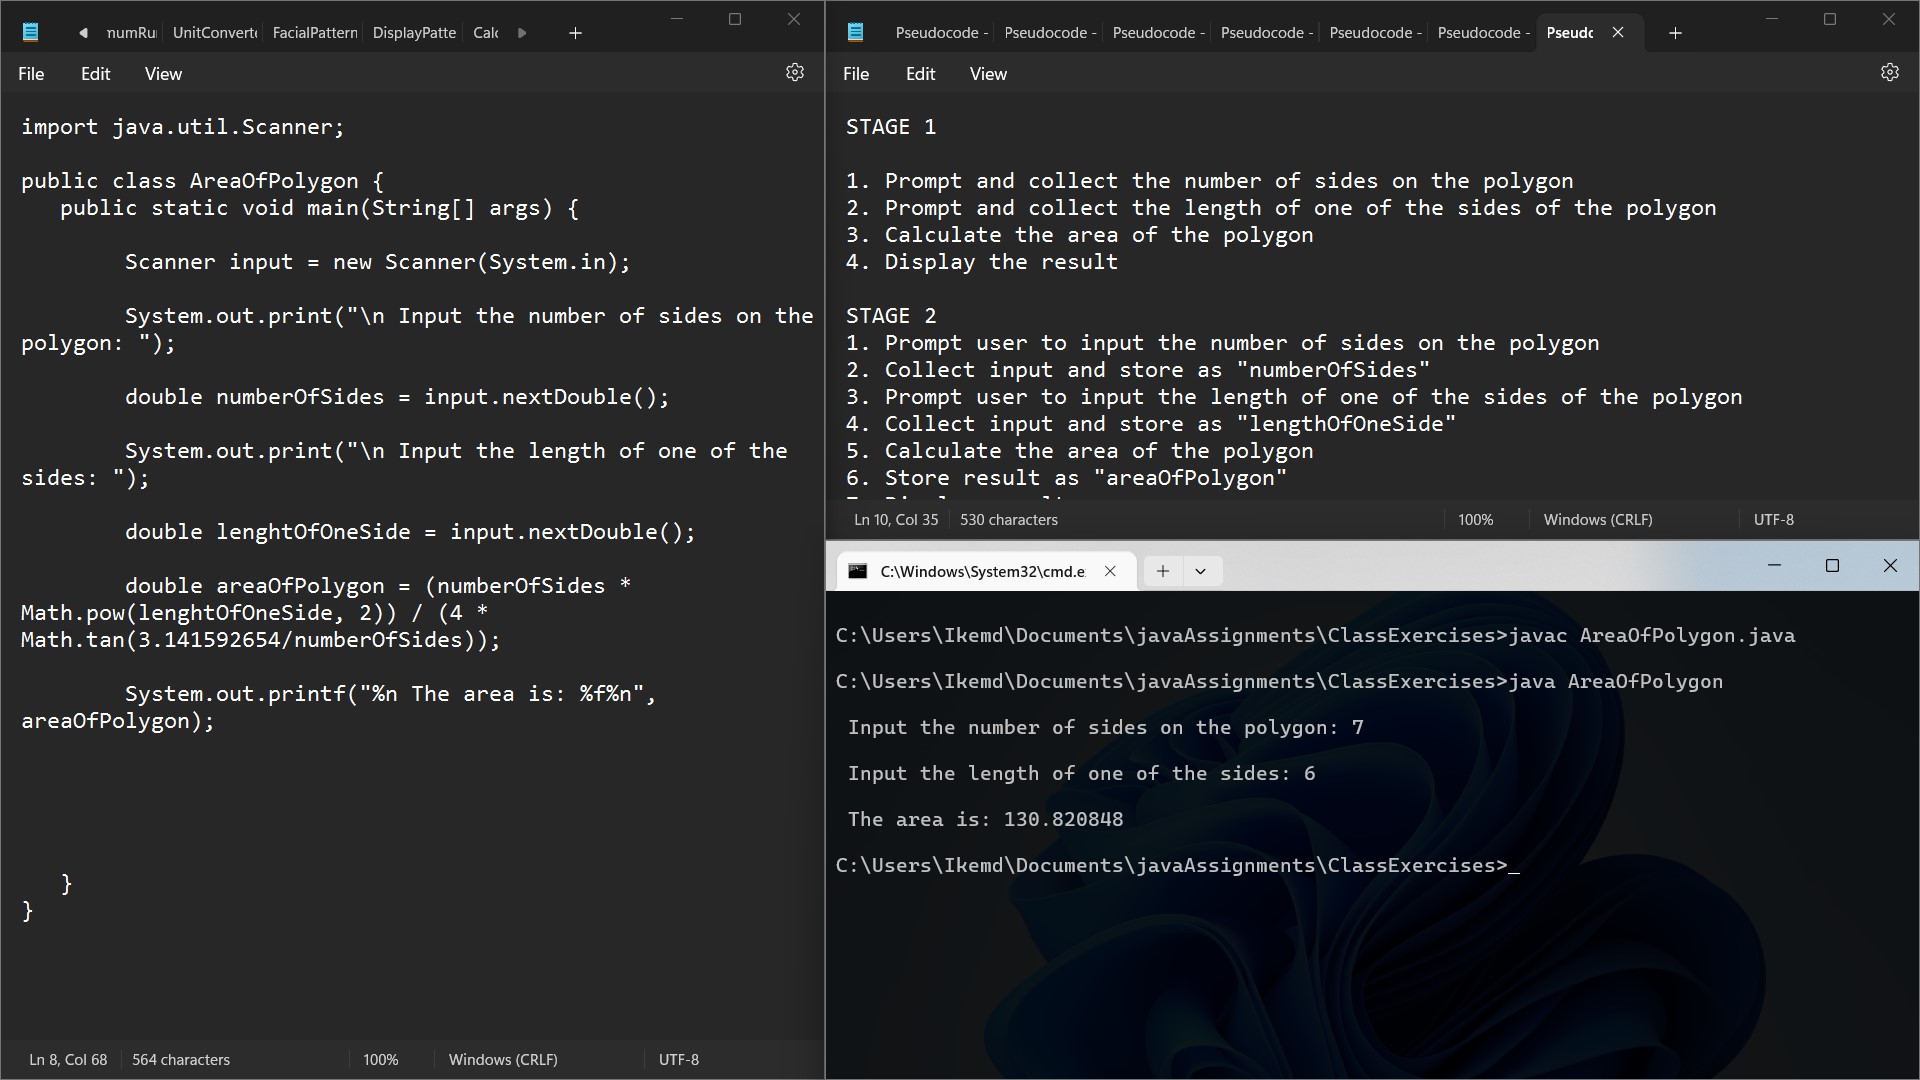 numRu UnitConverte FacialPattern DisplayPatte Calc
File Edit View
import java.util.Scanner;
public class AreaOfPolygon {
public static void main(String[] args) {
Scanner input = new Scanner(System.in);
System.out.print("\n Input the number of sides on the
polygon: ");
double numberOfSides = input.nextDouble();
System.out.print("\n Input the length of one of the
sides: ");
double lenghtOfOneSide = input.nextDouble();
double areaOfPolygon = (numberOfSides *
Math.pow(lenghtOfOneSide, 2)) / (4 *
Math.tan(3.141592654/numberOfSides));
System.out.printf("%n The area is: %f%n",
areaOfPolygon);
}
}
Ln 8, Col 68 564 characters 100% Windows (CRLF) UTF-8
Pseudocode - Pseudocode - Pseudocode - Pseudocode - Pseudocode - Pseudocode - Pseudc
File Edit View
STAGE 1
1. Prompt and collect the number of sides on the polygon
2. Prompt and collect the length of one of the sides of the polygon
3. Calculate the area of the polygon
4. Display the result
STAGE 2
1. Prompt user to input the number of sides on the polygon
2. Collect input and store as "numberOfSides"
3. Prompt user to input the length of one of the sides of the polygon
4. Collect input and store as "lengthOfOneSide"
5. Calculate the area of the polygon
6. Store result as "areaOfPolygon"
Ln 10, Col 35 530 characters 100% Windows (CRLF) UTF-8
C:\Windows\System32\cmd.e
C:\Users\Ikemd\Documents\javaAssignments\ClassExercises>javac AreaOfPolygon.java
C:\Users\Ikemd\Documents\javaAssignments\ClassExercises>java AreaOfPolygon
Input the number of sides on the polygon: 7
Input the length of one of the sides: 6
The area is: 130.820848
C:\Users\Ikemd\Documents\javaAssignments\ClassExercises>_